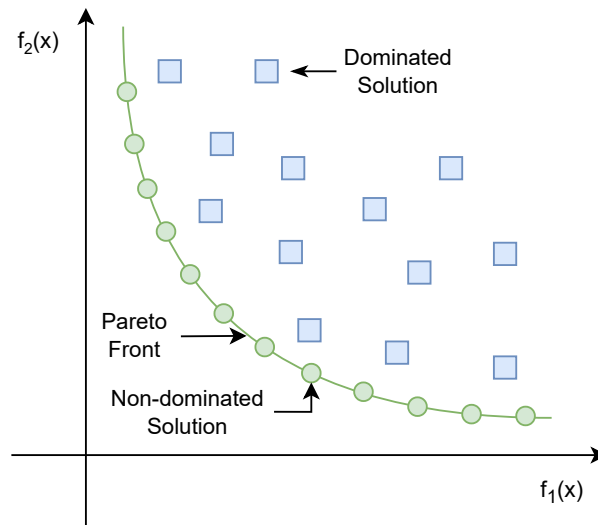 f2(x)
Dominated
Solution
Pareto
Front
Non-dominated
Solution
f1(x)